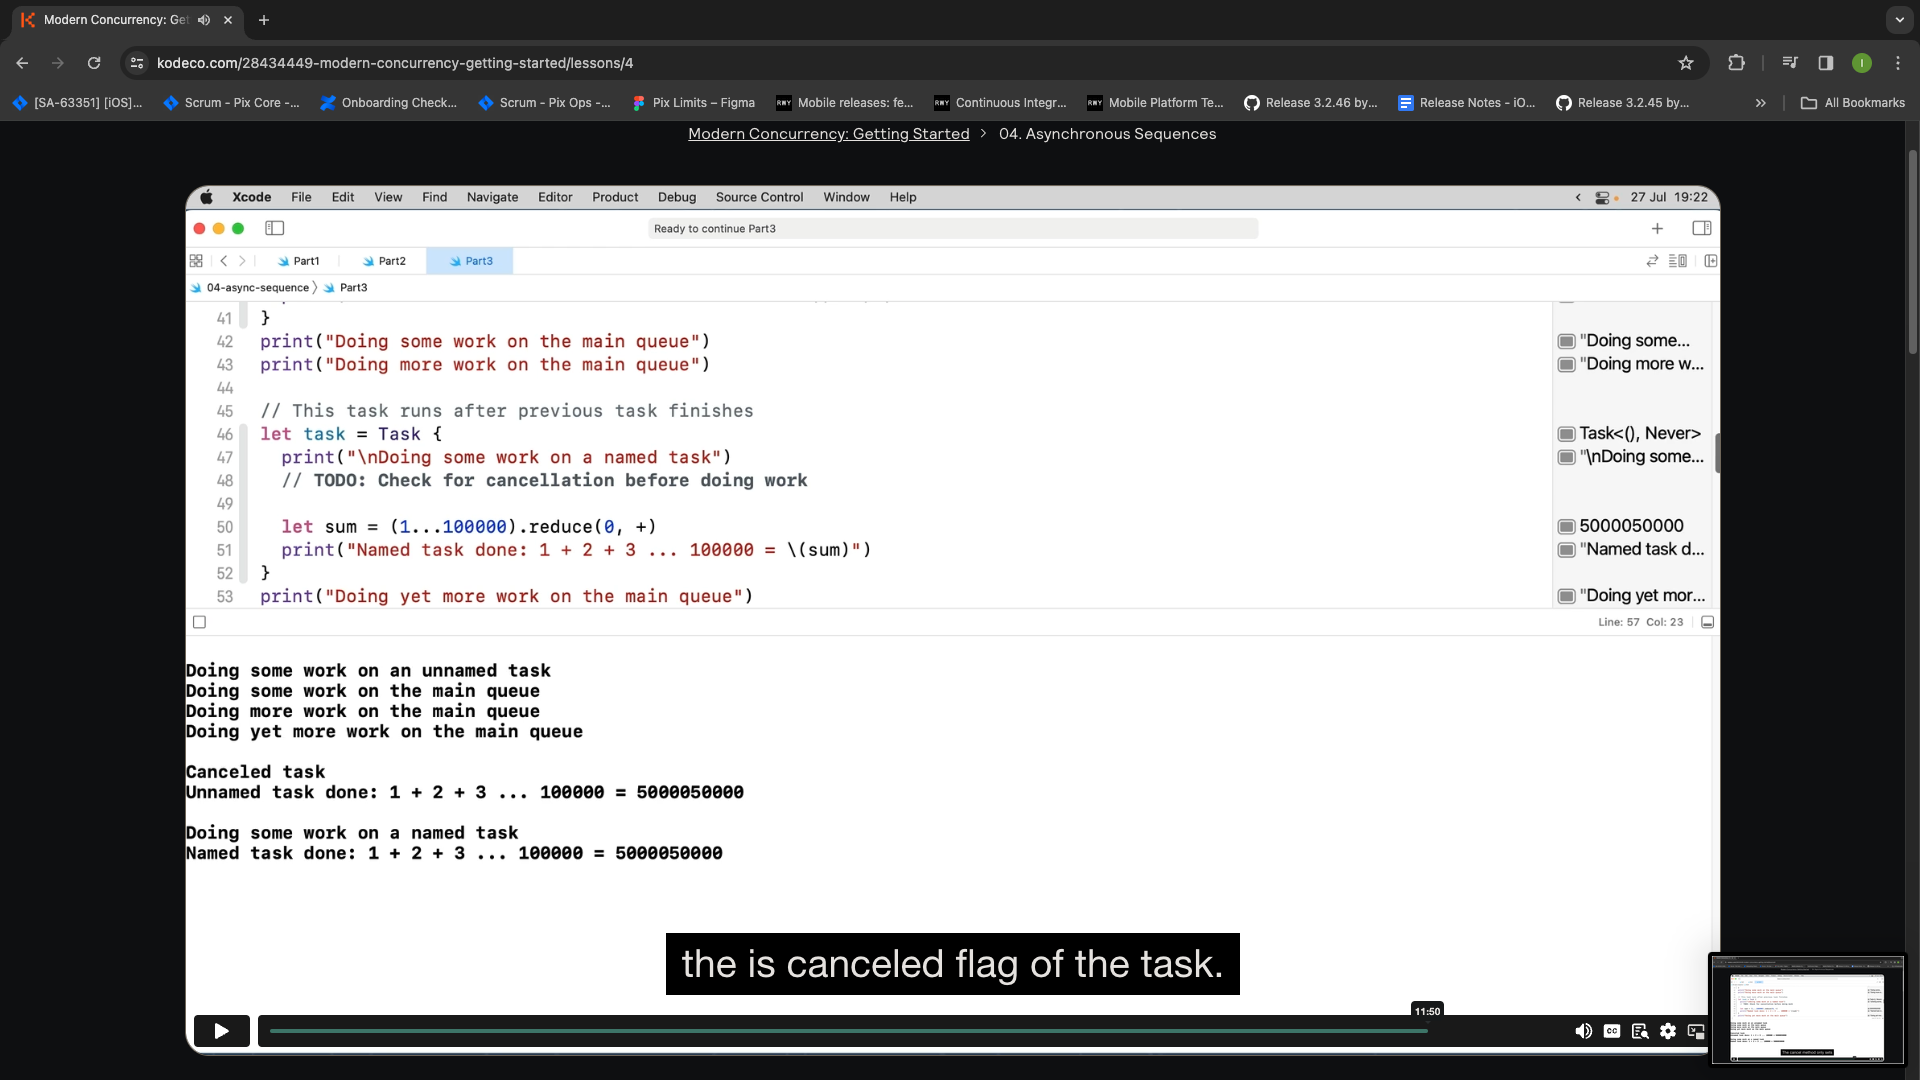 Modern Concurrency: Get
kodeco.com/28434449-modern-concurrency-getting-started/lessons/4
I
[SA-63351] [iOS]...
Scrum - Pix Core -...
Onboarding Check...
Scrum - Pix Ops -...
Pix Limits – Figma
RWY Mobile releases: fe...
RWY Continuous Integr...
RWY Mobile Platform Te...
Release 3.2.46 by...
Release Notes - iO...
Release 3.2.45 by...
»
All Bookmarks
Modern Concurrency: Getting Started > 04. Asynchronous Sequences
Xcode File Edit View Find Navigate Editor Product Debug Source Control Window Help
27 Jul 19:22
Ready to continue Part3
Part1 Part2 Part3
04-async-sequence > Part3
41 }
42 print("Doing some work on the main queue") "Doing some...
43 print("Doing more work on the main queue") "Doing more w...
44
45 // This task runs after previous task finishes
46 let task = Task { Task<(), Never>
47 print("\nDoing some work on a named task") "\nDoing some...
48 // TODO: Check for cancellation before doing work
49
50 let sum = (1...100000).reduce(0, +) 5000050000
51 print("Named task done: 1 + 2 + 3 ... 100000 = \(sum)") "Named task d...
52 }
53 print("Doing yet more work on the main queue") "Doing yet mor...
Line: 57 Col: 23
Doing some work on an unnamed task
Doing some work on the main queue
Doing more work on the main queue
Doing yet more work on the main queue
Canceled task
Unnamed task done: 1 + 2 + 3 ... 100000 = 5000050000
Doing some work on a named task
Named task done: 1 + 2 + 3 ... 100000 = 5000050000
the is canceled flag of the task.
11:50
CC